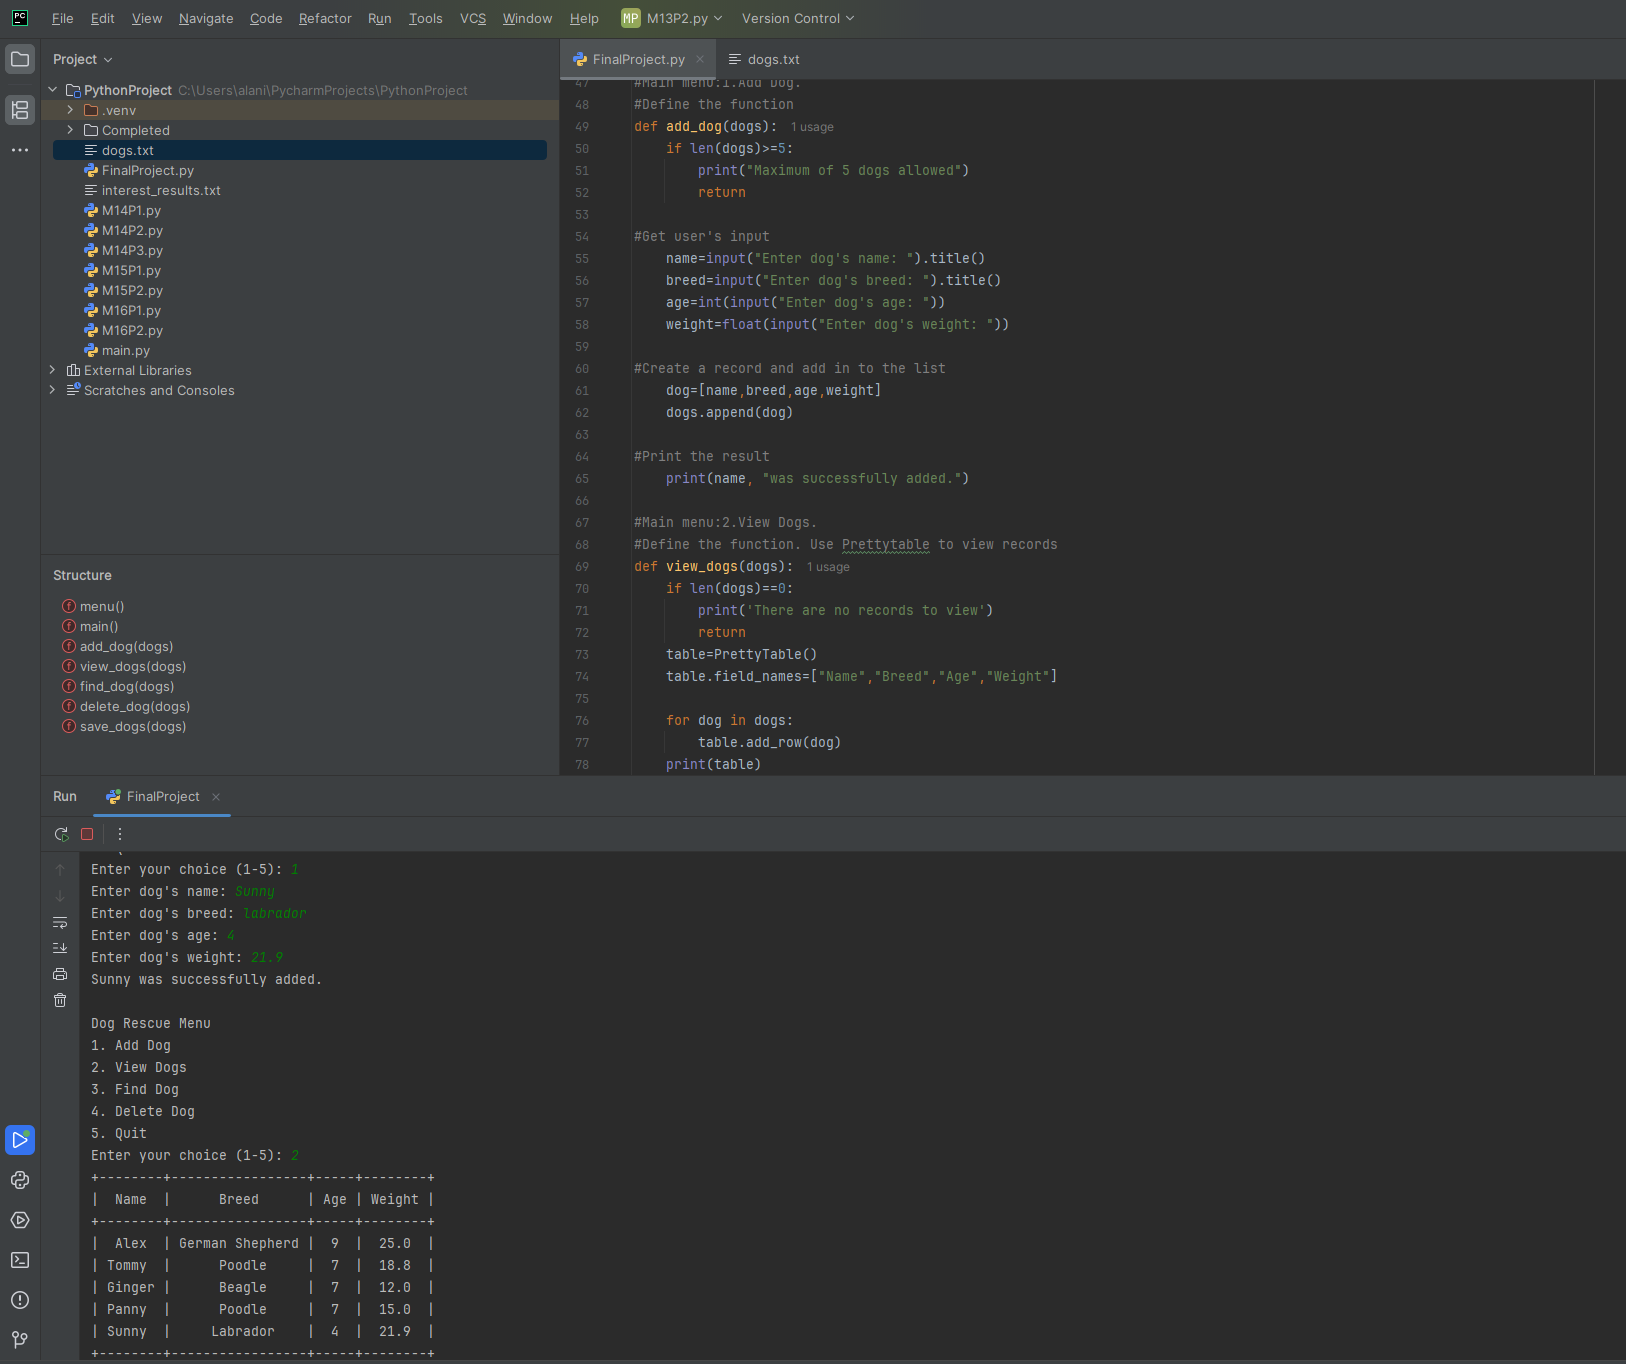 PC
File Edit View Navigate Code Refactor Run Tools VCS Window Help MP M13P2.py Version Control
Project
PythonProject C:\Users\alani\PycharmProjects\PythonProject
.venv
Completed
dogs.txt
FinalProject.py
interest_results.txt
M14P1.py
M14P2.py
M14P3.py
M15P1.py
M15P2.py
M16P1.py
M16P2.py
main.py
External Libraries
Scratches and Consoles
Structure
menu()
main()
add_dog(dogs)
view_dogs(dogs)
find_dog(dogs)
delete_dog(dogs)
save_dogs(dogs)
FinalProject.py dogs.txt
47 #Main menu:1.Add Dog.
48 #Define the function
49 def add_dog(dogs): 1 usage
50 if len(dogs)>=5:
51 print("Maximum of 5 dogs allowed")
52 return
53
54 #Get user's input
55 name=input("Enter dog's name: ").title()
56 breed=input("Enter dog's breed: ").title()
57 age=int(input("Enter dog's age: "))
58 weight=float(input("Enter dog's weight: "))
59
60 #Create a record and add in to the list
61 dog=[name,breed,age,weight]
62 dogs.append(dog)
63
64 #Print the result
65 print(name, "was successfully added.")
66
67 #Main menu:2.View Dogs.
68 #Define the function. Use Prettytable to view records
69 def view_dogs(dogs): 1 usage
70 if len(dogs)==0:
71 print('There are no records to view')
72 return
73 table=PrettyTable()
74 table.field_names=["Name","Breed","Age","Weight"]
75
76 for dog in dogs:
77 table.add_row(dog)
78 print(table)
Run FinalProject
Enter your choice (1-5): 1
Enter dog's name: Sunny
Enter dog's breed: labrador
Enter dog's age: 4
Enter dog's weight: 21.9
Sunny was successfully added.
Dog Rescue Menu
1. Add Dog
2. View Dogs
3. Find Dog
4. Delete Dog
5. Quit
Enter your choice (1-5): 2
+--------+-----------------+-----+--------+
|  Name  |      Breed      | Age | Weight |
+--------+-----------------+-----+--------+
|  Alex  | German Shepherd |  9  |  25.0  |
| Tommy  |      Poodle     |  7  |  18.8  |
| Ginger |      Beagle     |  7  |  12.0  |
| Panny  |      Poodle     |  7  |  15.0  |
| Sunny  |     Labrador    |  4  |  21.9  |
+--------+-----------------+-----+--------+